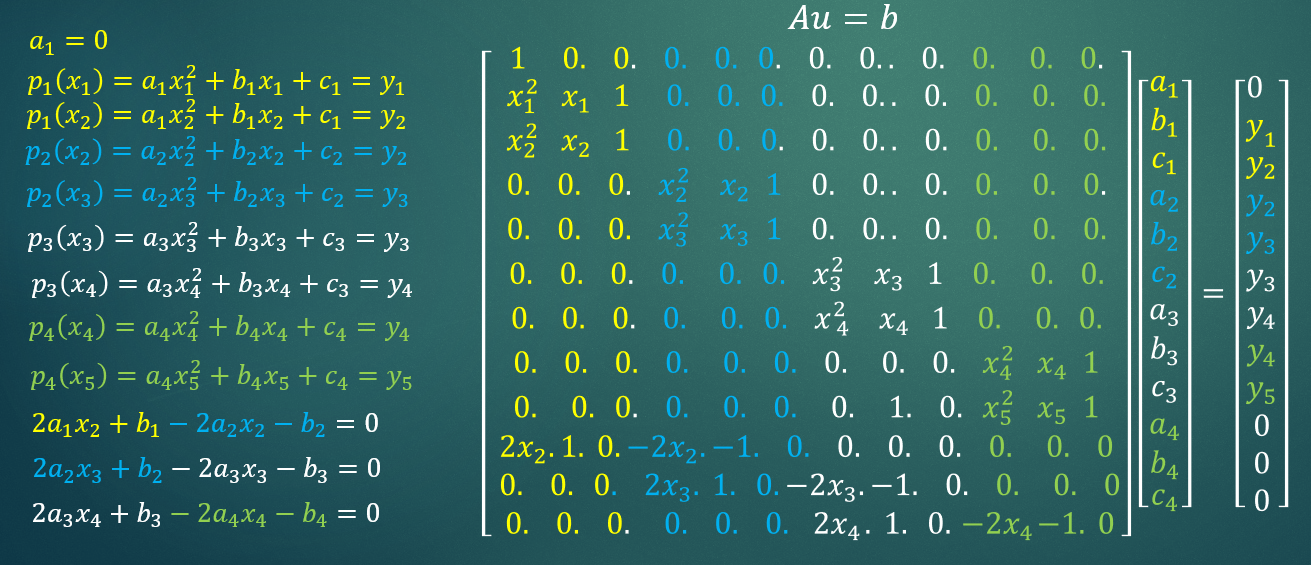 Au = b
a₁ = 0
p₁(x₁) = a₁x₁² + b₁x₁ + c₁ = y₁
p₁(x₂) = a₁x₂² + b₁x₂ + c₁ = y₂
p₂(x₂) = a₂x₂² + b₂x₂ + c₂ = y₂
p₂(x₃) = a₂x₃² + b₂x₃ + c₂ = y₃
p₃(x₃) = a₃x₃² + b₃x₃ + c₃ = y₃
p₃(x₄) = a₃x₄² + b₃x₄ + c₃ = y₄
p₄(x₄) = a₄x₄² + b₄x₄ + c₄ = y₄
p₄(x₅) = a₄x₅² + b₄x₅ + c₄ = y₅
2a₁x₂ + b₁ − 2a₂x₂ − b₂ = 0
2a₂x₃ + b₂ − 2a₃x₃ − b₃ = 0
2a₃x₄ + b₃ − 2a₄x₄ − b₄ = 0
1 0. 0. 0. 0. 0. 0. 0.. 0. 0. 0. 0.
x₁² x₁ 1 0. 0. 0. 0. 0.. 0. 0. 0. 0.
x₂² x₂ 1 0. 0. 0. 0. 0.. 0. 0. 0. 0.
0. 0. 0. x₂² x₂ 1 0. 0.. 0. 0. 0. 0.
0. 0. 0. x₃² x₃ 1 0. 0.. 0. 0. 0. 0.
0. 0. 0. 0. 0. 0. x₃² x₃ 1 0. 0. 0.
0. 0. 0. 0. 0. 0. x₄² x₄ 1 0. 0. 0.
0. 0. 0. 0. 0. 0. 0. 0. 0. x₄² x₄ 1
0. 0. 0. 0. 0. 0. 0. 1. 0. x₅² x₅ 1
2x₂. 1. 0. −2x₂. −1. 0. 0. 0. 0. 0. 0. 0
0. 0. 0. 2x₃. 1. 0. −2x₃. −1. 0. 0. 0. 0
0. 0. 0. 0. 0. 0. 2x₄. 1. 0. −2x₄ −1. 0
a₁
b₁
c₁
a₂
b₂
c₂
a₃
b₃
c₃
a₄
b₄
c₄
=
0
y₁
y₂
y₂
y₃
y₃
y₄
y₄
y₅
0
0
0